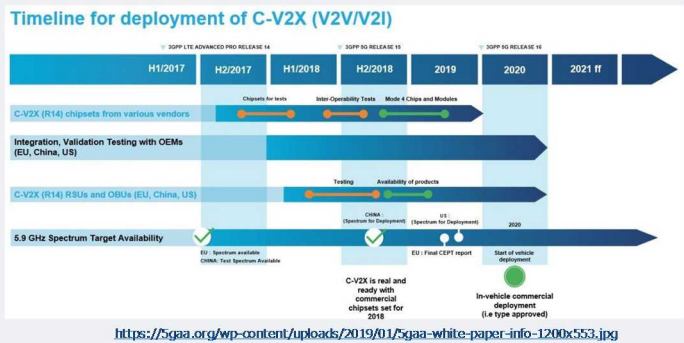 Timeline for deployment of C-V2X (V2V/V2I)
3GPP LTE ADVANCED PRO RELEASE 14
3GPP 5G RELEASE 15
3GPP 5G RELEASE 16
H1/2017
H2/2017
H1/2018
H2/2018
2019
2020
2021 ff
Chipsets for tests
Inter-Operability Tests
Mode 4 Chips and Modules
C-V2X (R14) chipsets from various vendors
Integration, Validation Testing with OEMs
(EU, China, US)
Testing
Availability of products
C-V2X (R14) RSUs and OBUs (EU, China, US)
CHINA :
(Spectrum for Deployment)
US :
(Spectrum for Deployment)
2020
5.9 GHz Spectrum Target Availability
EU : Spectrum available
CHINA: Test Spectrum Available
EU : Final CEPT report
Start of vehicle
deployment
C-V2X is real and
ready with
commercial
chipsets set for
2018
In-vehicle commercial
deployment
(i.e type approved)
https://5gaa.org/wp-content/uploads/2019/01/5gaa-white-paper-info-1200x553.jpg